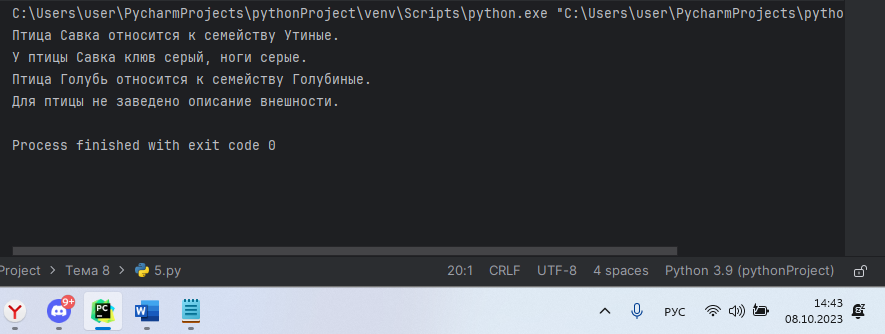 C:\Users\user\PycharmProjects\pythonProject\venv\Scripts\python.exe "C:\Users\user\PycharmProjects\pytho
Птица Савка относится к семейству Утиные.
У птицы Савка клюв серый, ноги серые.
Птица Голубь относится к семейству Голубиные.
Для птицы не заведено описание внешности.
Process finished with exit code 0
Project > Тема 8 > 5.py 20:1 CRLF UTF-8 4 spaces Python 3.9 (pythonProject)
Y 9+ PC W РУС 14:43
08.10.2023